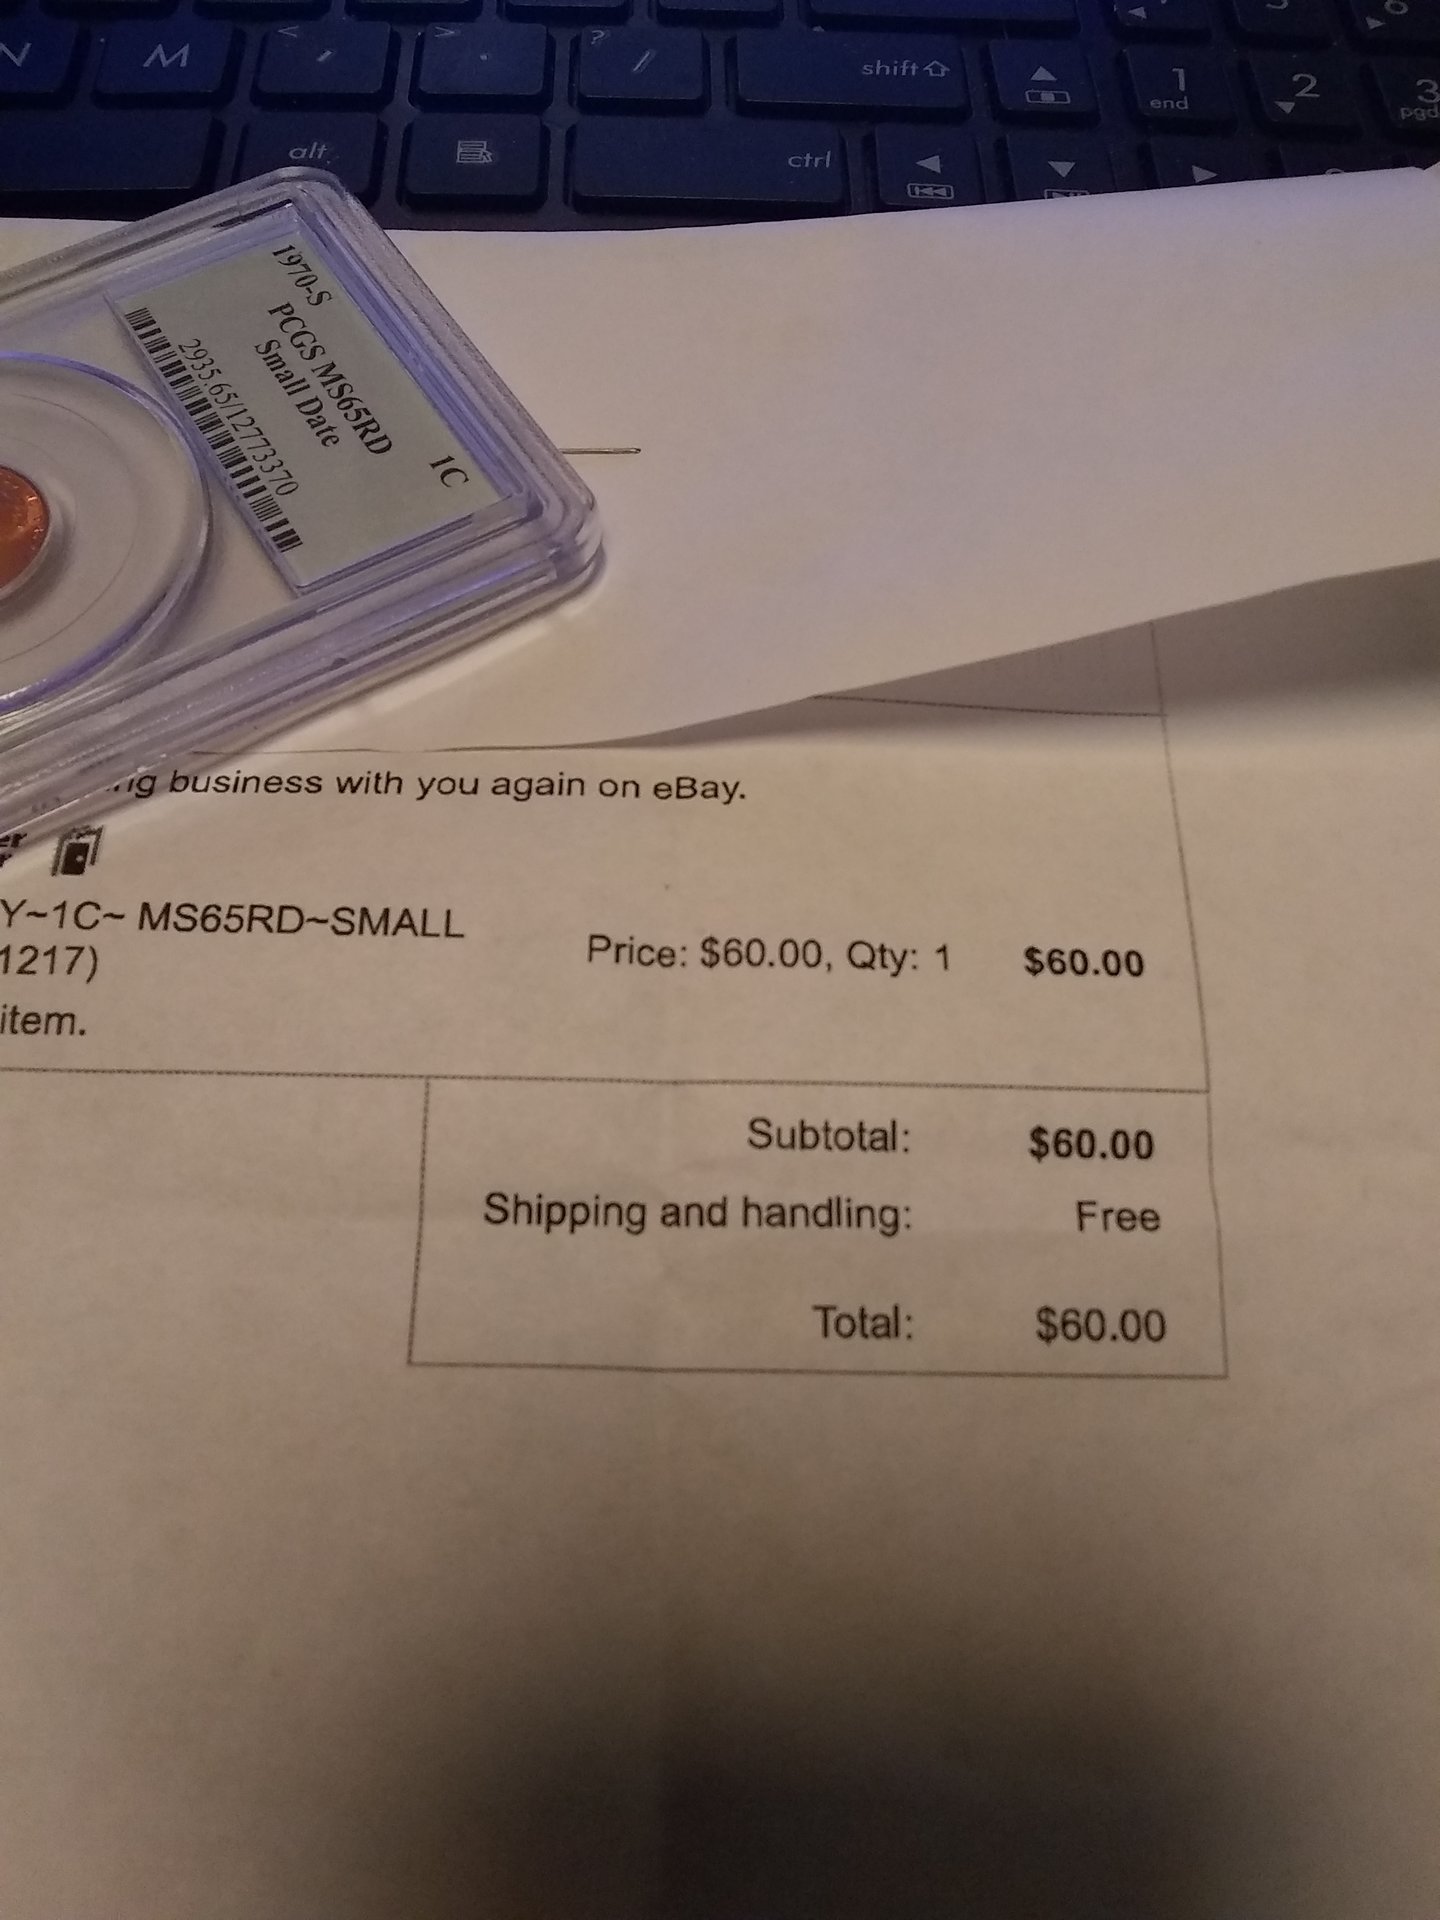 N M < , > . ? / shift 1 end 2 3 pgd
alt ctrl
1970-S 1C
PCGS MS65RD
Small Date
2935.65/12773370
business with you again on eBay.
Y~1C~ MS65RD~SMALL
1217)
Price: $60.00, Qty: 1 $60.00
item.
Subtotal: $60.00
Shipping and handling: Free
Total: $60.00